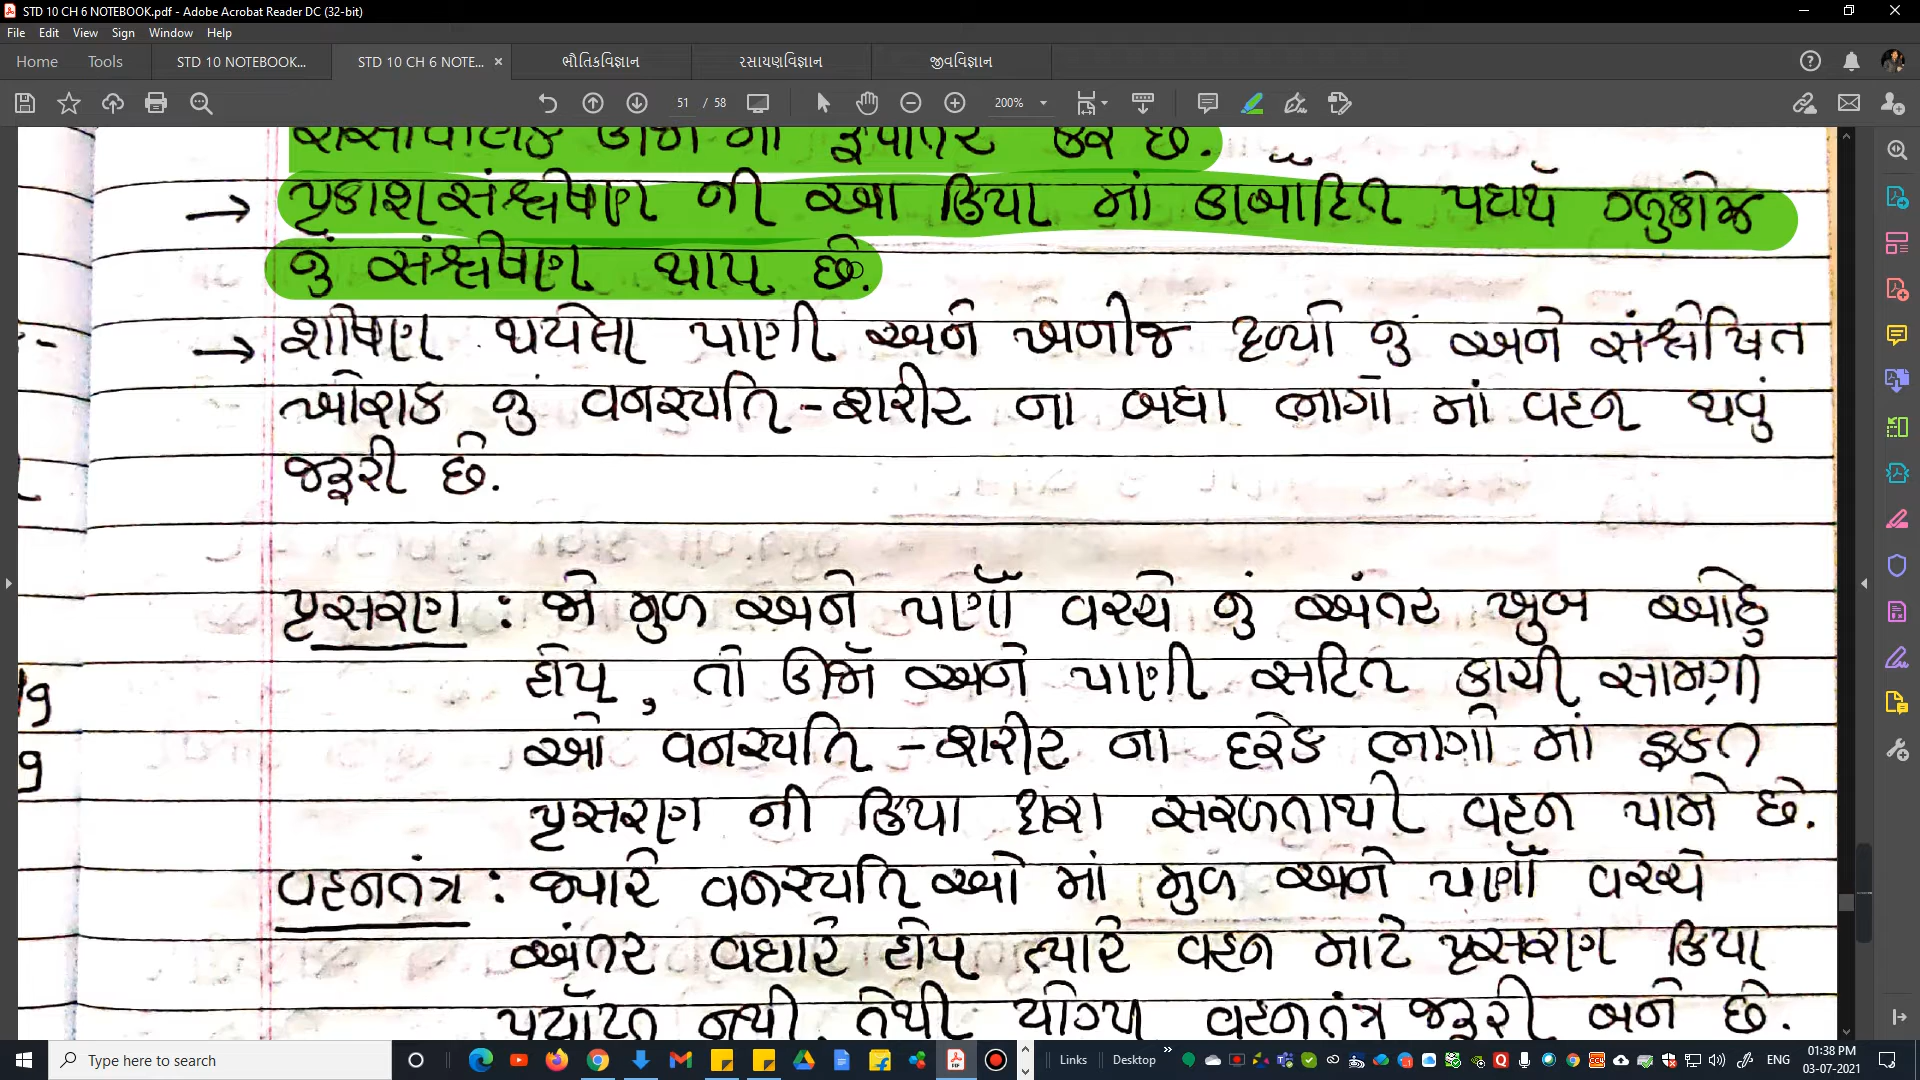 STD 10 CH 6 NOTEBOOK.pdf - Adobe Acrobat Reader DC (32-bit)
File Edit View Sign Window Help
Home Tools STD 10 NOTEBOOK... STD 10 CH 6 NOTE... × ભૌતિકવિજ્ઞાન રસાયણવિજ્ઞાન જીવવિજ્ઞાન
51 / 58 200%
રાસાયણિક ઊર્જા માં રૂપાંતર કરે છે.
→ પ્રકાશસંશ્લેષણ ની આ ક્રિયા માં કાર્બોદિત પદાર્થ ગ્લુકોઝ
નું સંશ્લેષણ થાય છે.
→ શોષણ થયેલા પાણી અને ખનીજ દ્રવ્યો નું અને સંશ્લેષિત
ખોરાક નું વનસ્પતિ-શરીર ના બધા ભાગો માં વહન થવું
જરૂરી છે.
પ્રસરણ : જો મુળ અને પર્ણો વચ્ચે નું અંતર ખુબ ઓછુ
હોય, તો ઊર્જા અને પાણી સહિત કાચી સામગ્રી
ઓ વનસ્પતિ-શરીર ના દરેક ભાગો માં ફક્ત
પ્રસરણ ની ક્રિયા દ્વારા સરળતાથી વહન પામે છે.
વહનતંત્ર : જ્યારે વનસ્પતિ ઓ માં મુળ અને પર્ણો વચ્ચે
અંતર વધારે હોય ત્યારે વહન માટે પ્રસરણ ક્રિયા
પર્યાપ્ત નથી, તેથી યોગ્ય વહનતંત્ર જરૂરી બને છે.
Type here to search Links Desktop ENG 01:38 PM
03-07-2021